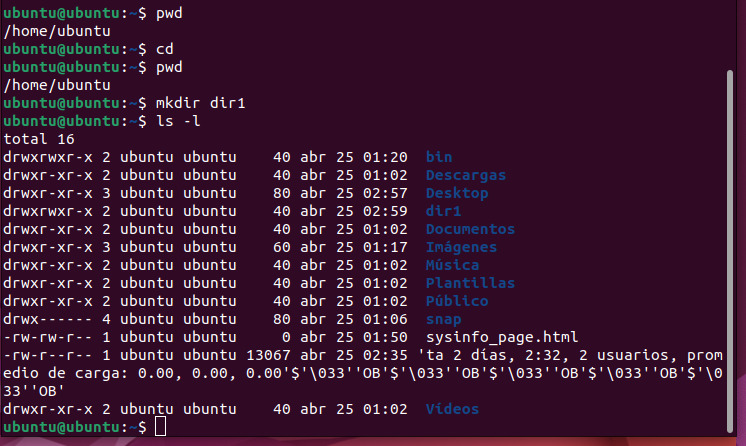 ubuntu@ubuntu:~$ pwd
/home/ubuntu
ubuntu@ubuntu:~$ cd
ubuntu@ubuntu:~$ pwd
/home/ubuntu
ubuntu@ubuntu:~$ mkdir dir1
ubuntu@ubuntu:~$ ls -l
total 16
drwxrwxr-x 2 ubuntu ubuntu    40 abr 25 01:20  bin
drwxr-xr-x 2 ubuntu ubuntu    40 abr 25 01:02  Descargas
drwxr-xr-x 3 ubuntu ubuntu    80 abr 25 02:57  Desktop
drwxrwxr-x 2 ubuntu ubuntu    40 abr 25 02:59  dir1
drwxr-xr-x 2 ubuntu ubuntu    40 abr 25 01:02  Documentos
drwxr-xr-x 3 ubuntu ubuntu    60 abr 25 01:17  Imágenes
drwxr-xr-x 2 ubuntu ubuntu    40 abr 25 01:02  Música
drwxr-xr-x 2 ubuntu ubuntu    40 abr 25 01:02  Plantillas
drwxr-xr-x 2 ubuntu ubuntu    40 abr 25 01:02  Público
drwx------ 4 ubuntu ubuntu    80 abr 25 01:06  snap
-rw-rw-r-- 1 ubuntu ubuntu     0 abr 25 01:50  sysinfo_page.html
-rw-r--r-- 1 ubuntu ubuntu 13067 abr 25 02:35 'ta 2 días, 2:32, 2 usuarios, prom
edio de carga: 0.00, 0.00, 0.00'$'\033''OB'$'\033''OB'$'\033''OB'$'\033''OB'$'\0
33''OB'
drwxr-xr-x 2 ubuntu ubuntu    40 abr 25 01:02  Vídeos
ubuntu@ubuntu:~$